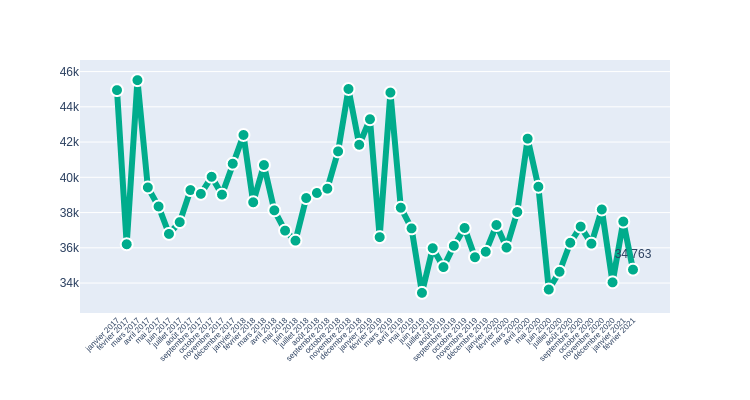 46k
44k
42k
40k
38k
36k
34k
34,763
janvier 2017
février 2017
mars 2017
avril 2017
mai 2017
juin 2017
juillet 2017
août 2017
septembre 2017
octobre 2017
novembre 2017
décembre 2017
janvier 2018
février 2018
mars 2018
avril 2018
mai 2018
juin 2018
juillet 2018
août 2018
septembre 2018
octobre 2018
novembre 2018
décembre 2018
janvier 2019
février 2019
mars 2019
avril 2019
mai 2019
juin 2019
juillet 2019
août 2019
septembre 2019
octobre 2019
novembre 2019
décembre 2019
janvier 2020
février 2020
mars 2020
avril 2020
mai 2020
juin 2020
juillet 2020
août 2020
septembre 2020
octobre 2020
novembre 2020
décembre 2020
janvier 2021
février 2021